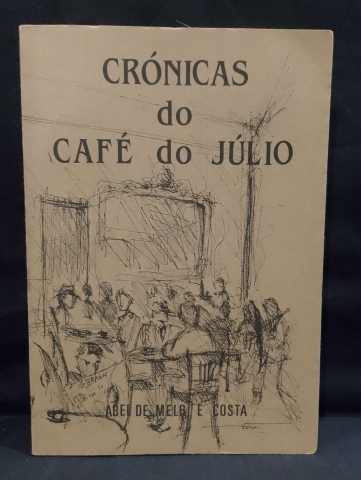 CRÓNICAS
do
CAFÉ do JÚLIO
ABEL DE MELO E COSTA